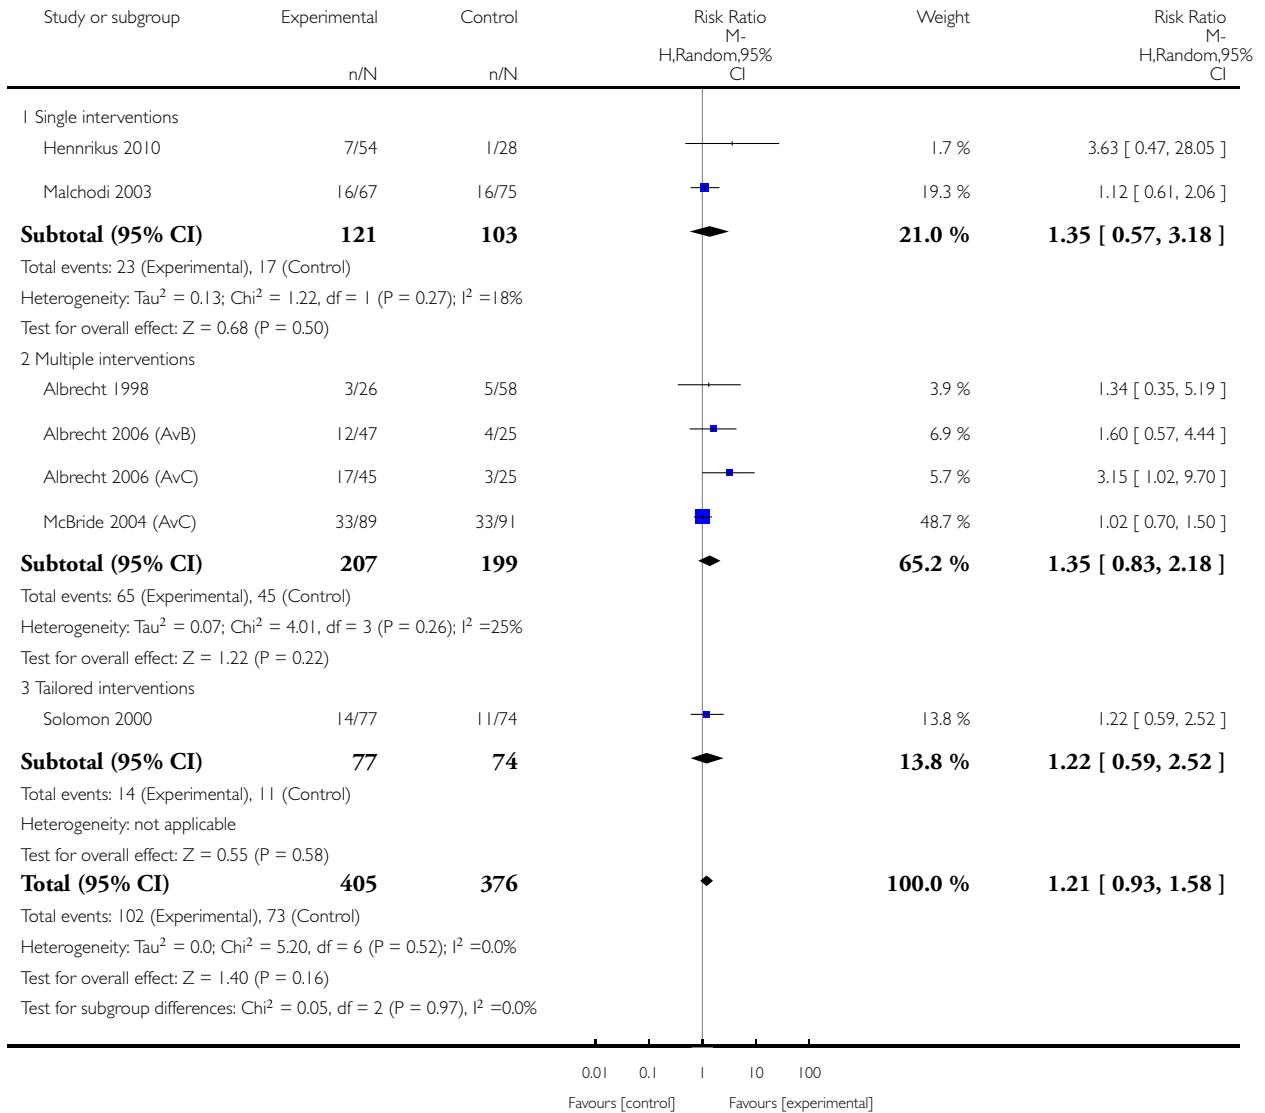 Study or subgroup Experimental Control Risk Ratio Weight Risk Ratio
M- M-
H,Random,95% H,Random,95%
n/N n/N CI CI
1 Single interventions
Hennrikus 2010 7/54 1/28 1.7 % 3.63 [ 0.47, 28.05 ]
Malchodi 2003 16/67 16/75 19.3 % 1.12 [ 0.61, 2.06 ]
Subtotal (95% CI) 121 103 21.0 % 1.35 [ 0.57, 3.18 ]
Total events: 23 (Experimental), 17 (Control)
Heterogeneity: Tau² = 0.13; Chi² = 1.22, df = 1 (P = 0.27); I² =18%
Test for overall effect: Z = 0.68 (P = 0.50)
2 Multiple interventions
Albrecht 1998 3/26 5/58 3.9 % 1.34 [ 0.35, 5.19 ]
Albrecht 2006 (AvB) 12/47 4/25 6.9 % 1.60 [ 0.57, 4.44 ]
Albrecht 2006 (AvC) 17/45 3/25 5.7 % 3.15 [ 1.02, 9.70 ]
McBride 2004 (AvC) 33/89 33/91 48.7 % 1.02 [ 0.70, 1.50 ]
Subtotal (95% CI) 207 199 65.2 % 1.35 [ 0.83, 2.18 ]
Total events: 65 (Experimental), 45 (Control)
Heterogeneity: Tau² = 0.07; Chi² = 4.01, df = 3 (P = 0.26); I² =25%
Test for overall effect: Z = 1.22 (P = 0.22)
3 Tailored interventions
Solomon 2000 14/77 11/74 13.8 % 1.22 [ 0.59, 2.52 ]
Subtotal (95% CI) 77 74 13.8 % 1.22 [ 0.59, 2.52 ]
Total events: 14 (Experimental), 11 (Control)
Heterogeneity: not applicable
Test for overall effect: Z = 0.55 (P = 0.58)
Total (95% CI) 405 376 100.0 % 1.21 [ 0.93, 1.58 ]
Total events: 102 (Experimental), 73 (Control)
Heterogeneity: Tau² = 0.0; Chi² = 5.20, df = 6 (P = 0.52); I² =0.0%
Test for overall effect: Z = 1.40 (P = 0.16)
Test for subgroup differences: Chi² = 0.05, df = 2 (P = 0.97), I² =0.0%
0.01 0.1 1 10 100
Favours [control] Favours [experimental]